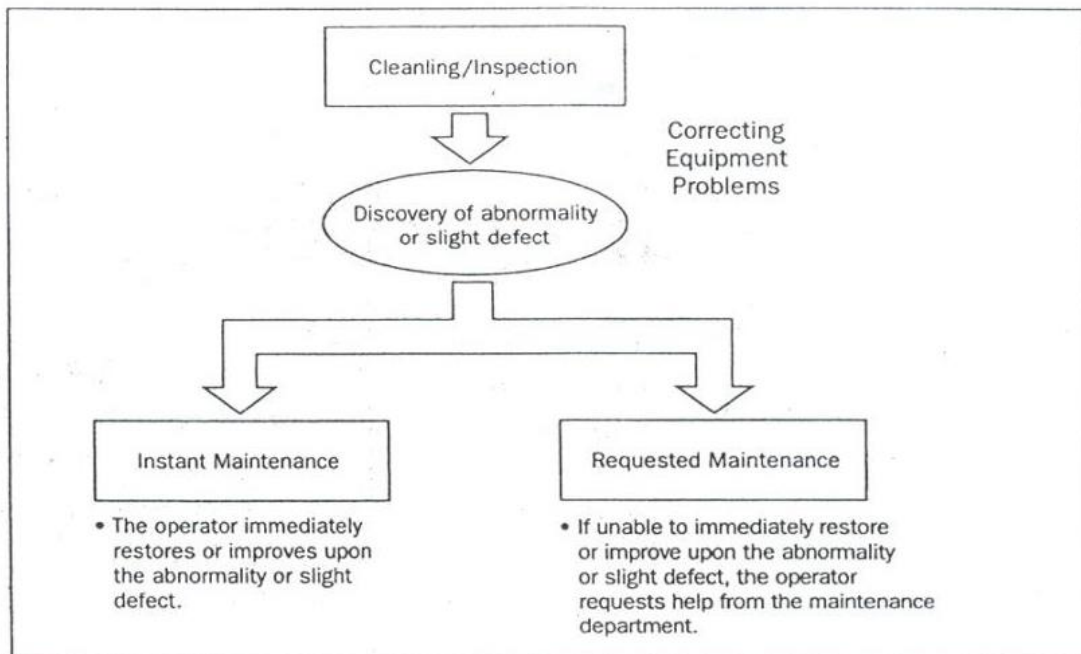 Cleanling/Inspection
Correcting
Equipment
Problems
Discovery of abnormality
or slight defect
Instant Maintenance
• The operator immediately
restores or improves upon
the abnormality or slight
defect.
Requested Maintenance
• If unable to immediately restore
or improve upon the abnormality
or slight defect, the operator
requests help from the maintenance
department.